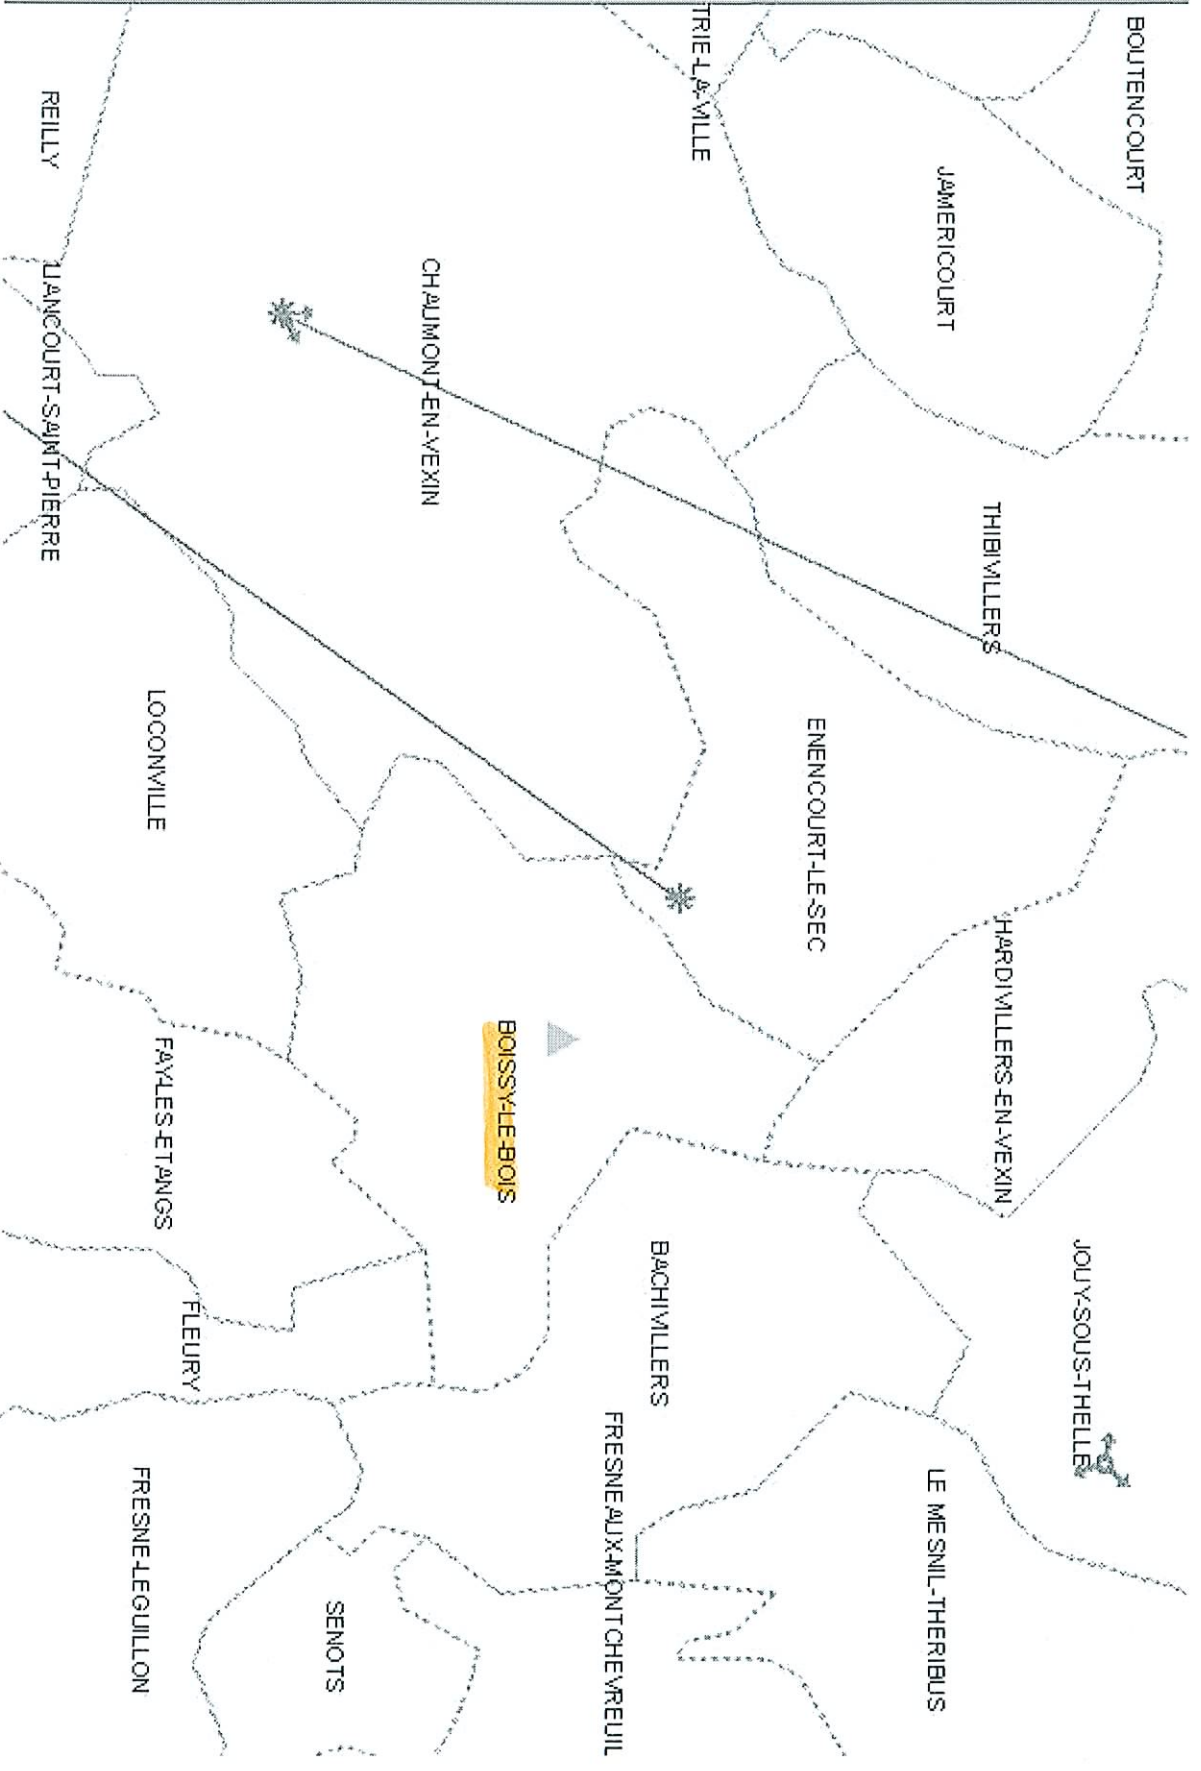 BOUTENCOURT
JAMERICOURT
THIBIVILLERS
HARDIVILLERS-EN-VEXIN
JOUY-SOUS-THELLE
LE MESNIL-THERIBUS
TRIE-LA-VILLE
ENENCOURT-LE-SEC
BACHIVILLERS
FRESNEAUX-MONTCHEVREUIL
CHAUMONT-EN-VEXIN
BOISSY-LE-BOIS
SENOTS
REILLY
LIANCOURT-SAINT-PIERRE
LOCONVILLE
FAY-LES-ETANGS
FLEURY
FRESNE-LEGUILLON